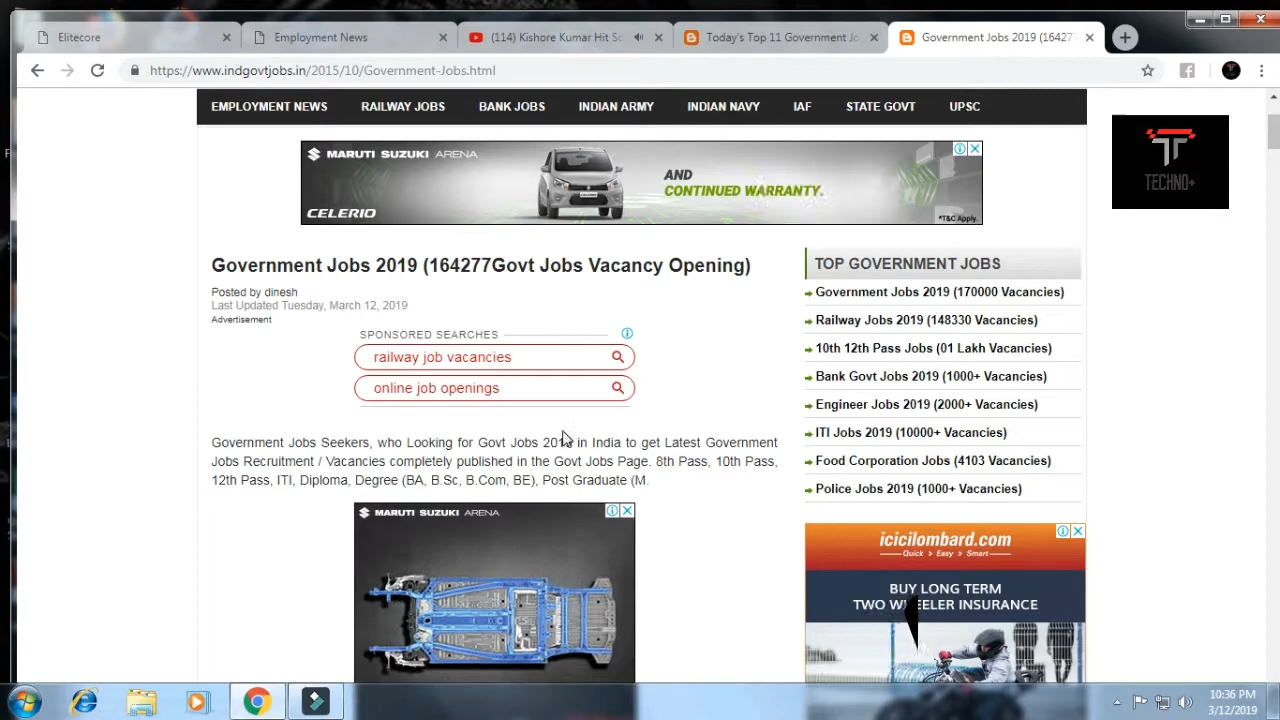 Elitecore
Employment News
(114) Kishore Kumar Hit So
Today's Top 11 Government Jo
Government Jobs 2019 (16427
https://www.indgovtjobs.in/2015/10/Government-Jobs.html
EMPLOYMENT NEWS RAILWAY JOBS BANK JOBS INDIAN ARMY INDIAN NAVY IAF STATE GOVT UPSC
MARUTI SUZUKI ARENA
AND
CONTINUED WARRANTY.
CELERIO
*T&C Apply.
TECHNO+
Government Jobs 2019 (164277Govt Jobs Vacancy Opening)
Posted by dinesh
Last Updated Tuesday, March 12, 2019
Advertisement
SPONSORED SEARCHES
railway job vacancies
online job openings
Government Jobs Seekers, who Looking for Govt Jobs in India to get Latest Government
Jobs Recruitment / Vacancies completely published in the Govt Jobs Page. 8th Pass, 10th Pass,
12th Pass, ITI, Diploma, Degree (BA, B.Sc, B.Com, BE), Post Graduate (M.
MARUTI SUZUKI ARENA
TOP GOVERNMENT JOBS
Government Jobs 2019 (170000 Vacancies)
Railway Jobs 2019 (148330 Vacancies)
10th 12th Pass Jobs (01 Lakh Vacancies)
Bank Govt Jobs 2019 (1000+ Vacancies)
Engineer Jobs 2019 (2000+ Vacancies)
ITI Jobs 2019 (10000+ Vacancies)
Food Corporation Jobs (4103 Vacancies)
Police Jobs 2019 (1000+ Vacancies)
icicilombard.com
Quick > Easy > Smart
BUY LONG TERM
TWO WHEELER INSURANCE
10:36 PM
3/12/2019